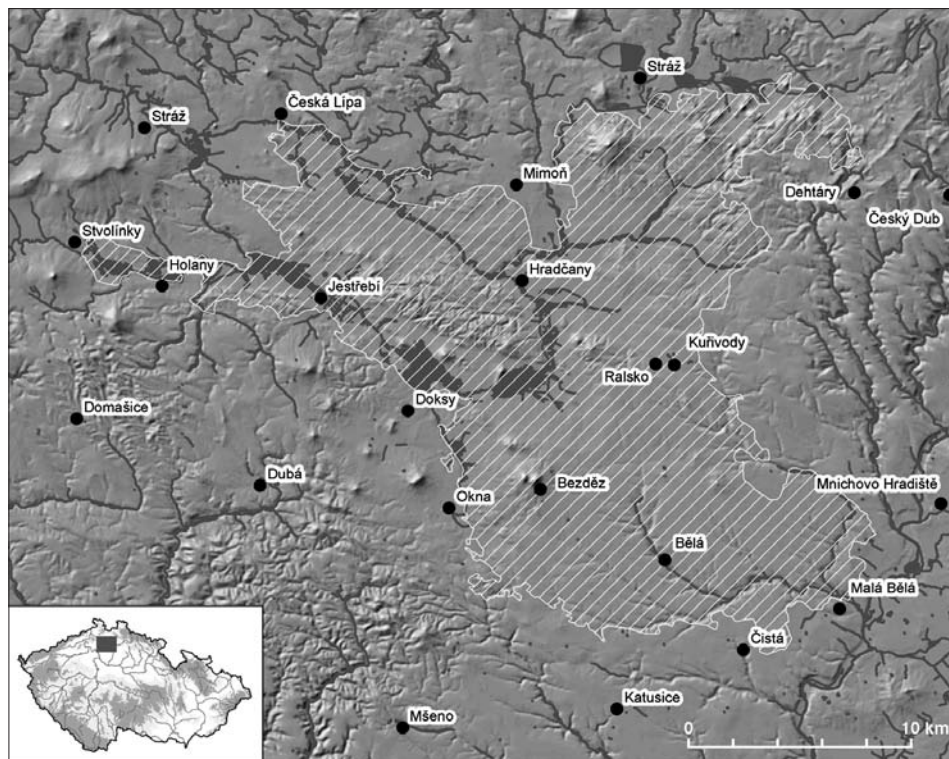 Stráž
Česká Lípa
Stráž
Mimoň
Dehtáry
Český Dub
Stvolínky
Holany
Hradčany
Jestřebí
Kuřivody
Ralsko
Doksy
Domašice
Dubá
Bezděz
Mnichovo Hradiště
Okna
Bělá
Malá Bělá
Čistá
Katusice
Mšeno
0 10 km